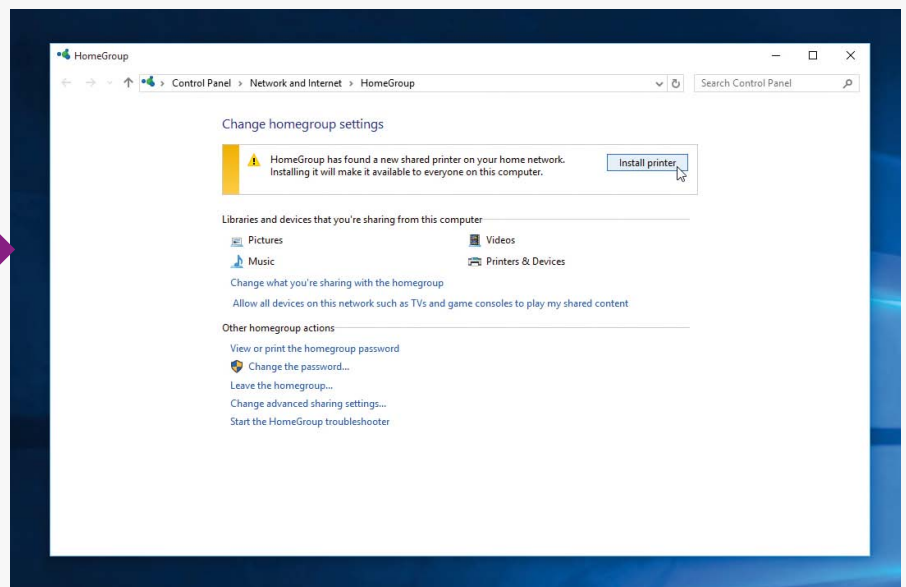 HomeGroup
Control Panel > Network and Internet > HomeGroup
Search Control Panel
Change homegroup settings
HomeGroup has found a new shared printer on your home network.
Installing it will make it available to everyone on this computer.
Install printer
Libraries and devices that you're sharing from this computer
Pictures
Videos
Music
Printers & Devices
Change what you're sharing with the homegroup
Allow all devices on this network such as TVs and game consoles to play my shared content
Other homegroup actions
View or print the homegroup password
Change the password...
Leave the homegroup...
Change advanced sharing settings...
Start the HomeGroup troubleshooter